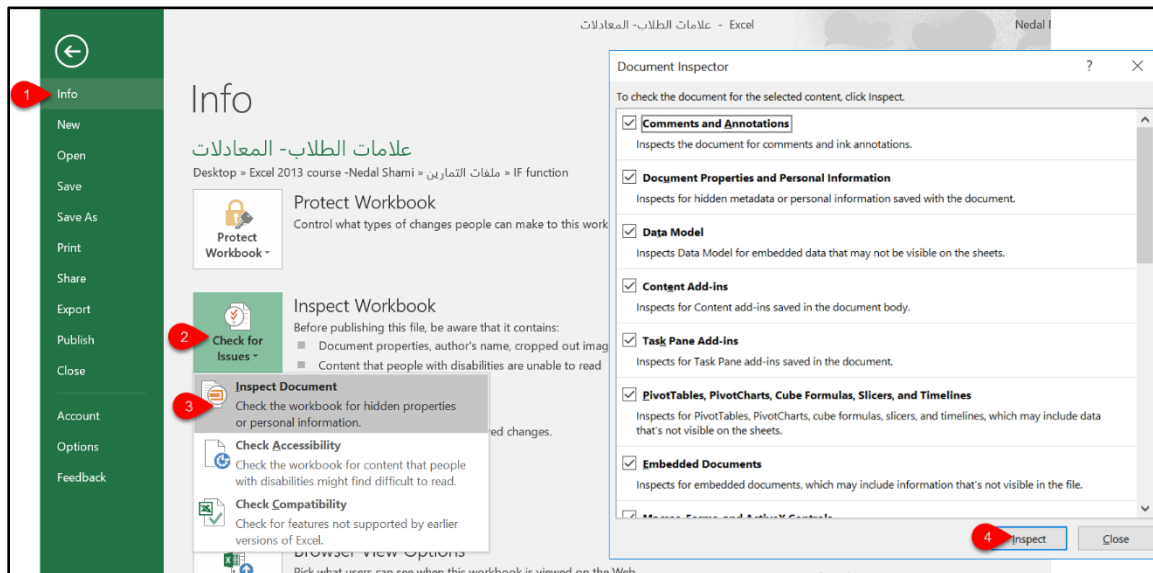 علامات الطلاب- المعادلات - Excel
Nedal
1
Info
New
Open
Save
Save As
Print
Share
Export
Publish
Close
Account
Options
Feedback
Info
علامات الطلاب- المعادلات
Desktop » Excel 2013 course -Nedal Shami » ملفات التمارين » IF function
Protect Workbook
Control what types of changes people can make to this work
Protect
Workbook
Inspect Workbook
Before publishing this file, be aware that it contains:
Document properties, author's name, cropped out imag
Content that people with disabilities are unable to read
2
Check for
Issues
3
Inspect Document
Check the workbook for hidden properties
or personal information.
ed changes.
Check Accessibility
Check the workbook for content that people
with disabilities might find difficult to read.
Check Compatibility
Check for features not supported by earlier
versions of Excel.
Browser View Options
Pick what users can see when this workbook is viewed on the Web.
Document Inspector
To check the document for the selected content, click Inspect.
Comments and Annotations
Inspects the document for comments and ink annotations.
Document Properties and Personal Information
Inspects for hidden metadata or personal information saved with the document.
Data Model
Inspects Data Model for embedded data that may not be visible on the sheets.
Content Add-ins
Inspects for Content add-ins saved in the document body.
Task Pane Add-ins
Inspects for Task Pane add-ins saved in the document.
PivotTables, PivotCharts, Cube Formulas, Slicers, and Timelines
Inspects for PivotTables, PivotCharts, cube formulas, slicers, and timelines, which may include data
that's not visible on the sheets.
Embedded Documents
Inspects for embedded documents, which may include information that's not visible in the file.
Macros, Forms, and ActiveX Controls
4
Inspect
Close